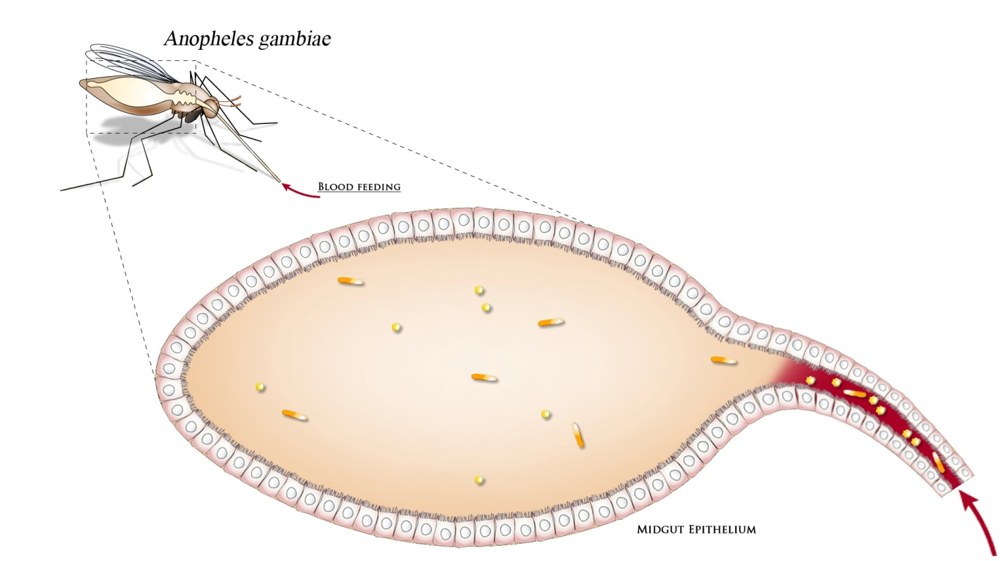 Anopheles gambiae
Blood feeding
Midgut Epithelium